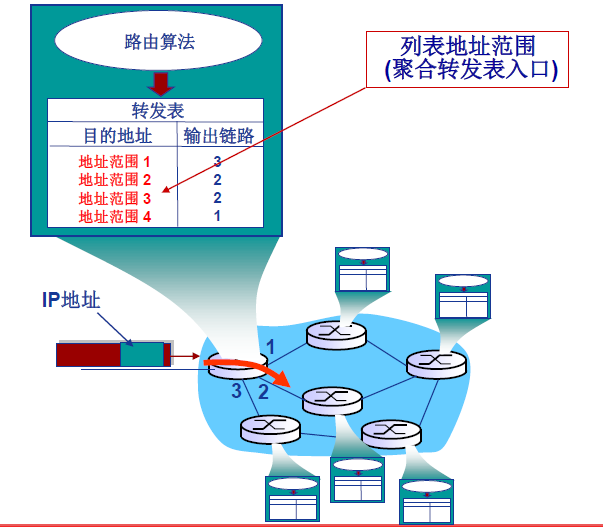 路由算法
列表地址范围
(聚合转发表入口)
转发表
目的地址 输出链路
地址范围 1 3
地址范围 2 2
地址范围 3 2
地址范围 4 1
IP地址
1
3 2